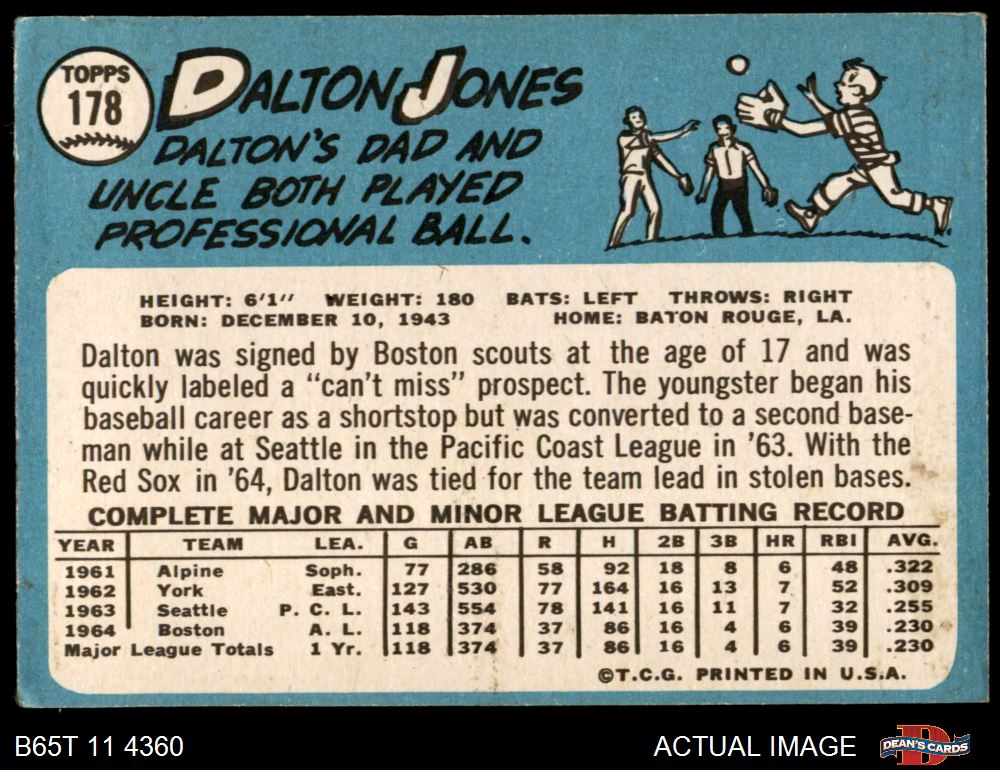 TOPPS
178
DALTON JONES
DALTON'S DAD AND
UNCLE BOTH PLAYED
PROFESSIONAL BALL.
HEIGHT: 6'1" WEIGHT: 180 BATS: LEFT THROWS: RIGHT
BORN: DECEMBER 10, 1943 HOME: BATON ROUGE, LA.
Dalton was signed by Boston scouts at the age of 17 and was
quickly labeled a "can't miss" prospect. The youngster began his
baseball career as a shortstop but was converted to a second base-
man while at Seattle in the Pacific Coast League in '63. With the
Red Sox in '64, Dalton was tied for the team lead in stolen bases.
COMPLETE MAJOR AND MINOR LEAGUE BATTING RECORD
YEAR TEAM LEA. G AB R H 2B 3B HR RBI AVG.
1961 Alpine Soph. 77 286 58 92 18 8 6 48 .322
1962 York East. 127 530 77 164 16 13 7 52 .309
1963 Seattle P. C. L. 143 554 78 141 16 11 7 32 .255
1964 Boston A. L. 118 374 37 86 16 4 6 39 .230
Major League Totals 1 Yr. 118 374 37 86 16 4 6 39 .230
©T.C.G. PRINTED IN U.S.A.
B65T 11 4360 ACTUAL IMAGE D DEAN'S CARDS